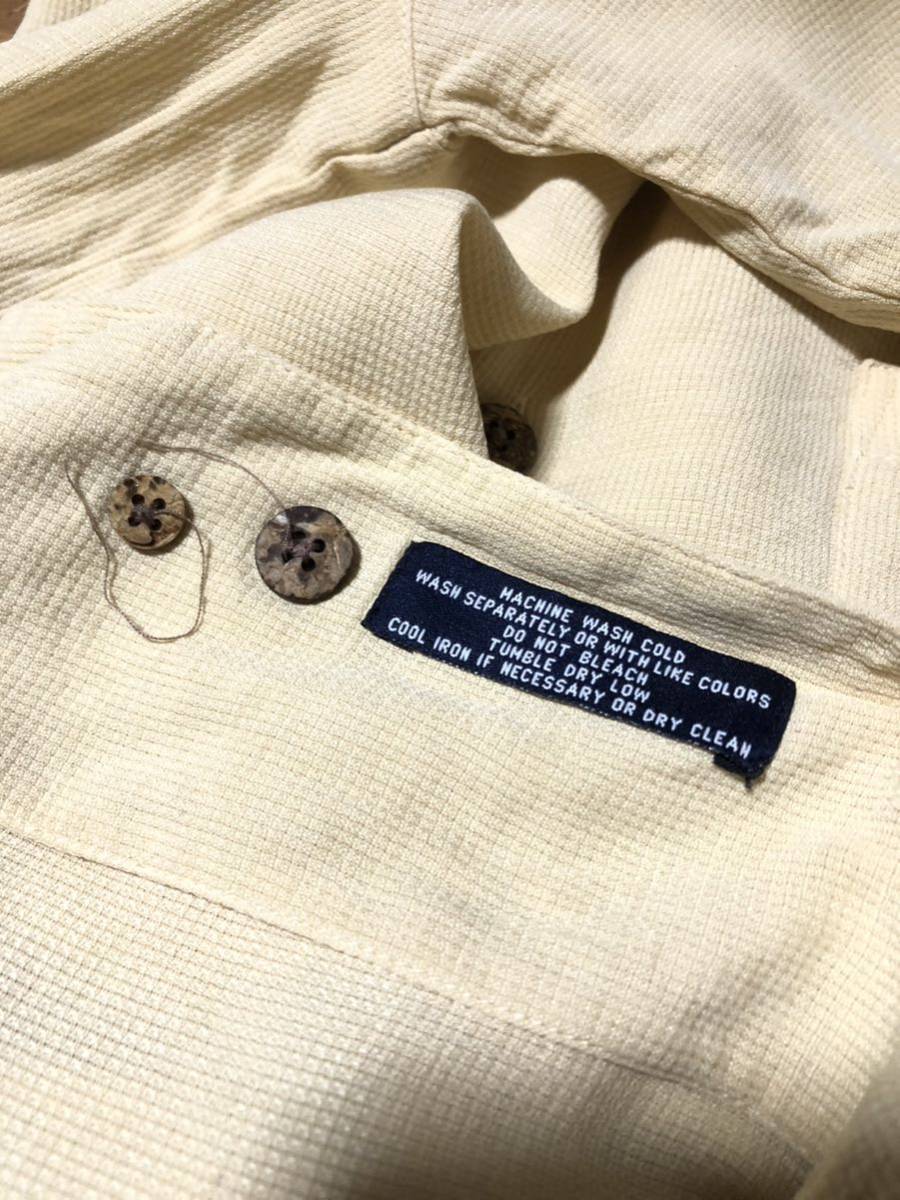 MACHINE WASH COLD
WASH SEPARATELY OR WITH LIKE COLORS
DO NOT BLEACH
TUMBLE DRY LOW
COOL IRON IF NECESSARY OR DRY CLEAN